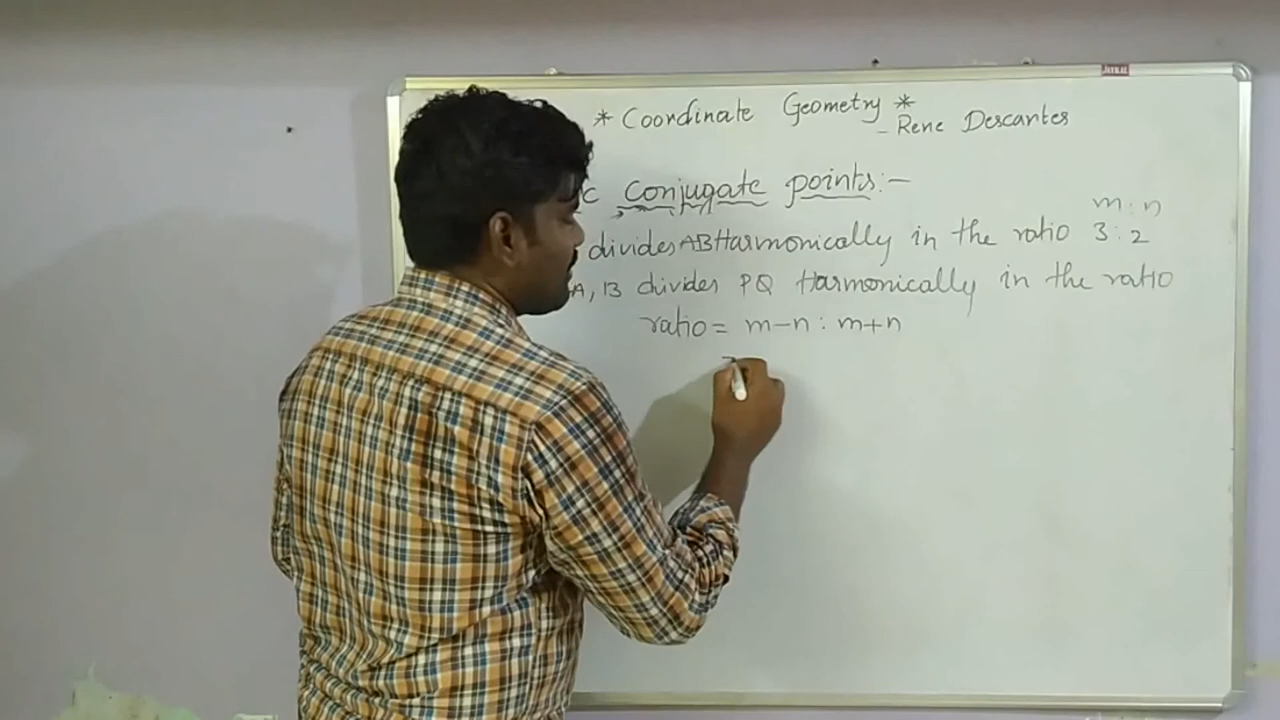 * Coordinate Geometry *
- Rene Descartes
c conjugate points:-
m : n
divides AB Harmonically in the ratio 3 : 2
A, B divides PQ Harmonically in the ratio
ratio = m-n : m+n